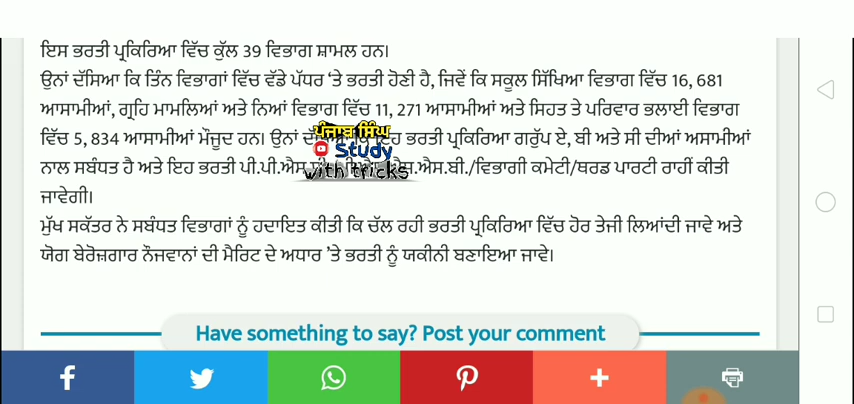 ਇਸ ਭਰਤੀ ਪ੍ਰਕਿਰਿਆ ਵਿੱਚ ਕੁੱਲ 39 ਵਿਭਾਗ ਸ਼ਾਮਲ ਹਨ।
ਉਨਾਂ ਦੱਸਿਆ ਕਿ ਤਿੰਨ ਵਿਭਾਗਾਂ ਵਿੱਚ ਵੱਡੇ ਪੱਧਰ ‘ਤੇ ਭਰਤੀ ਹੋਣੀ ਹੈ, ਜਿਵੇਂ ਕਿ ਸਕੂਲ ਸਿੱਖਿਆ ਵਿਭਾਗ ਵਿੱਚ 16, 681
ਆਸਾਮੀਆਂ, ਗ੍ਰਹਿ ਮਾਮਲਿਆਂ ਅਤੇ ਨਿਆਂ ਵਿਭਾਗ ਵਿੱਚ 11, 271 ਆਸਾਮੀਆਂ ਅਤੇ ਸਿਹਤ ਤੇ ਪਰਿਵਾਰ ਭਲਾਈ ਵਿਭਾਗ
ਵਿੱਚ 5, 834 ਆਸਾਮੀਆਂ ਮੌਜੂਦ ਹਨ। ਉਨਾਂ ਭਰਤੀ ਪ੍ਰਕਿਰਿਆ ਗਰੁੱਪ ਏ, ਬੀ ਅਤੇ ਸੀ ਦੀਆਂ ਅਸਾਮੀਆਂ
ਪੰਜਾਬ ਸਿੰਘ
Study
with tricks
ਨਾਲ ਸਬੰਧਤ ਹੈ ਅਤੇ ਇਹ ਭਰਤੀ ਪੀ.ਪੀ.ਐਸ. ਐਸ.ਬੀ./ਵਿਭਾਗੀ ਕਮੇਟੀ/ਥਰਡ ਪਾਰਟੀ ਰਾਹੀਂ ਕੀਤੀ
ਜਾਵੇਗੀ।
ਮੁੱਖ ਸਕੱਤਰ ਨੇ ਸਬੰਧਤ ਵਿਭਾਗਾਂ ਨੂੰ ਹਦਾਇਤ ਕੀਤੀ ਕਿ ਚੱਲ ਰਹੀ ਭਰਤੀ ਪ੍ਰਕਿਰਿਆ ਵਿੱਚ ਹੋਰ ਤੇਜੀ ਲਿਆਂਦੀ ਜਾਵੇ ਅਤੇ
ਯੋਗ ਬੇਰੋਜ਼ਗਾਰ ਨੌਜਵਾਨਾਂ ਦੀ ਮੈਰਿਟ ਦੇ ਅਧਾਰ ’ਤੇ ਭਰਤੀ ਨੂੰ ਯਕੀਨੀ ਬਣਾਇਆ ਜਾਵੇ।
Have something to say? Post your comment